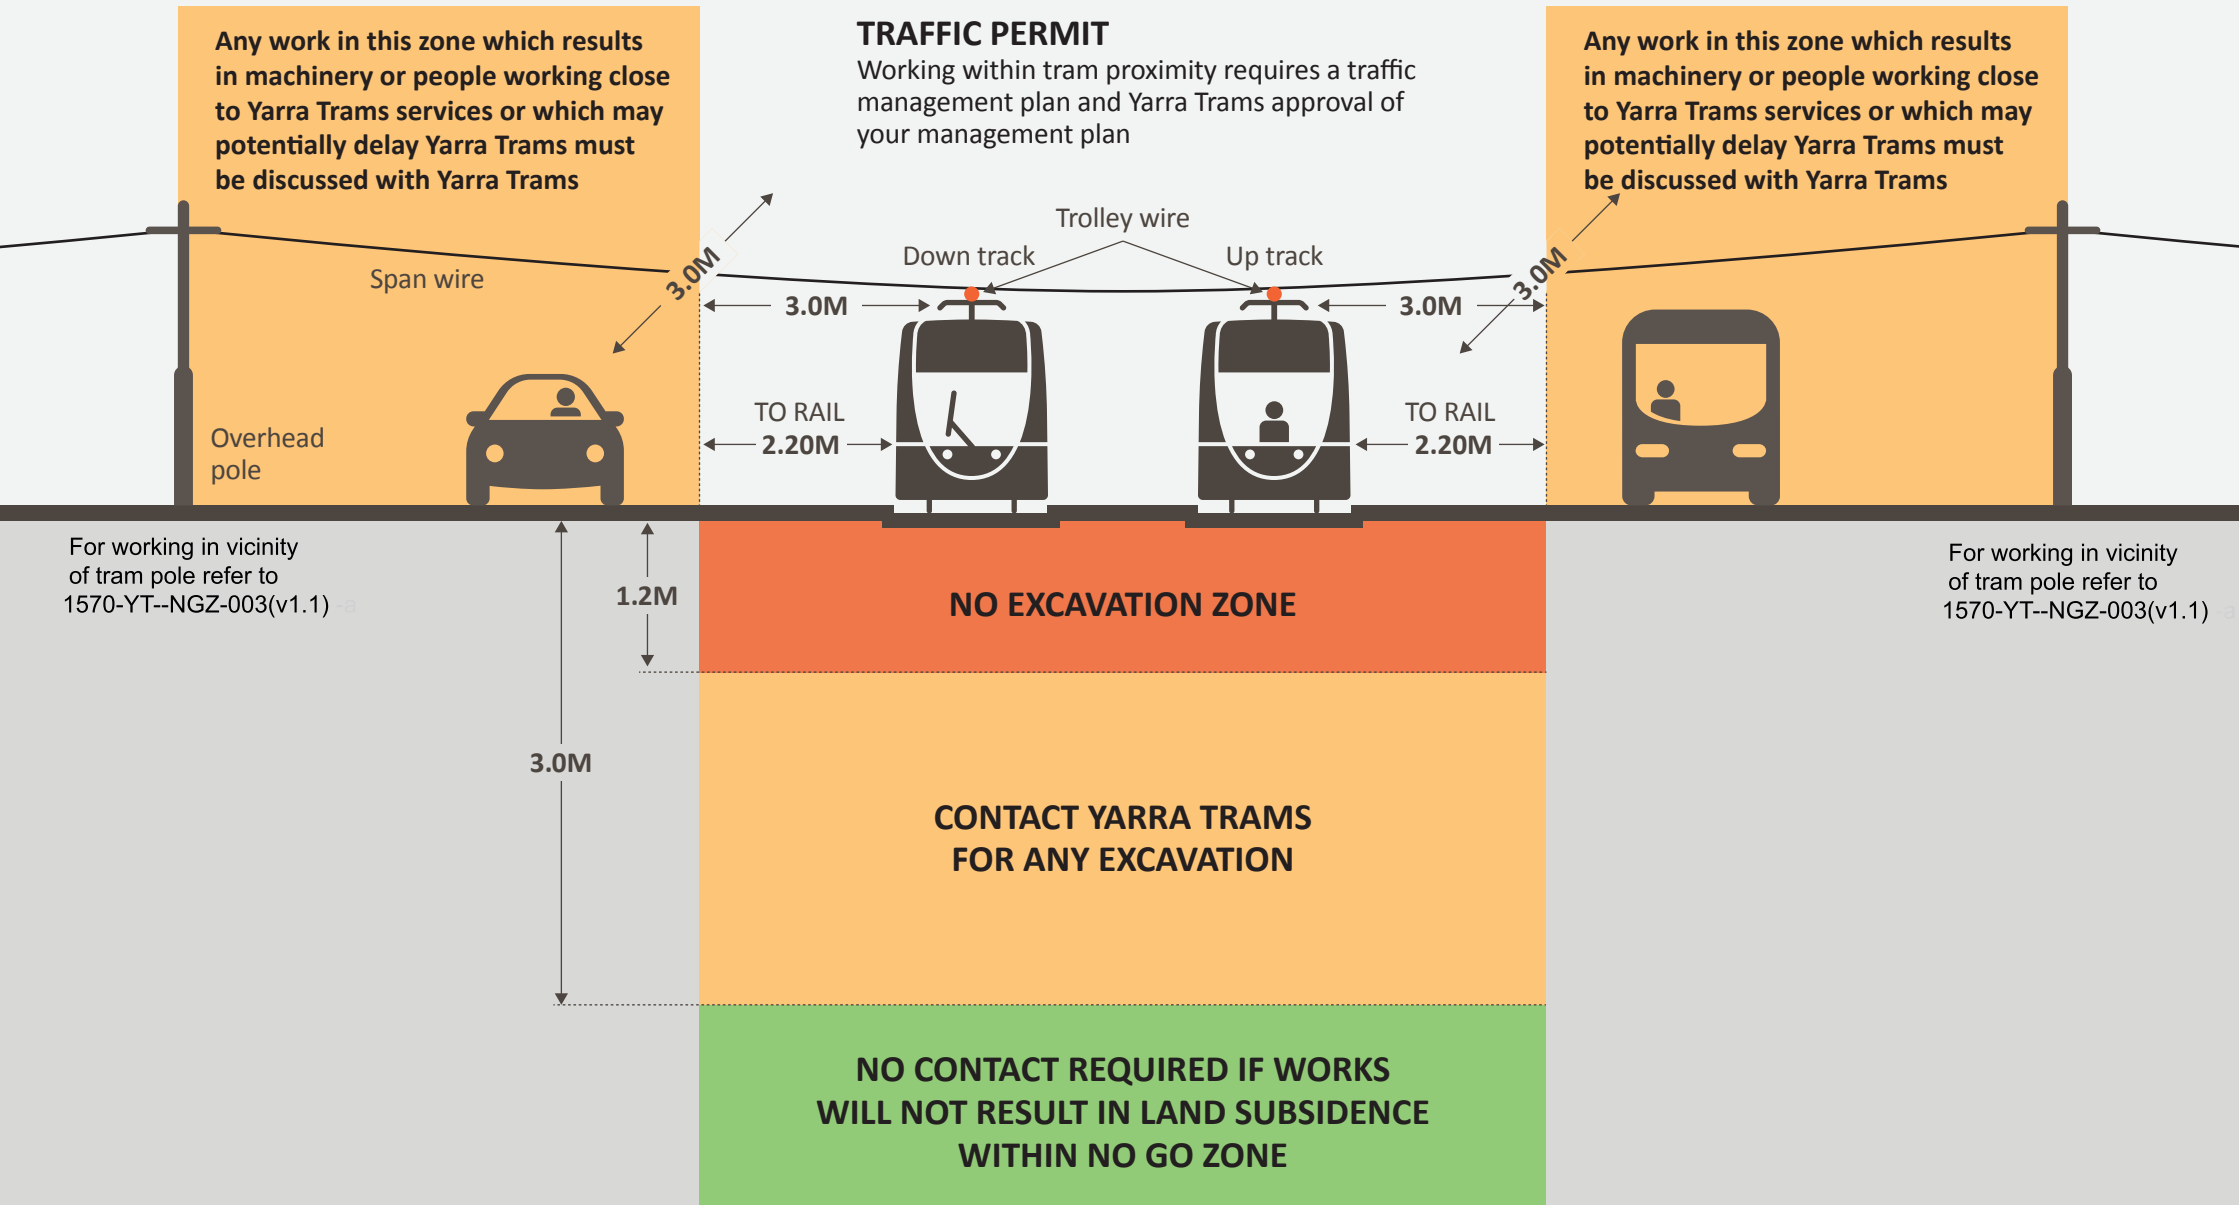 Any work in this zone which results
in machinery or people working close
to Yarra Trams services or which may
potentially delay Yarra Trams must
be discussed with Yarra Trams
TRAFFIC PERMIT
Working within tram proximity requires a traffic
management plan and Yarra Trams approval of
your management plan
Any work in this zone which results
in machinery or people working close
to Yarra Trams services or which may
potentially delay Yarra Trams must
be discussed with Yarra Trams
Trolley wire
Down track
Up track
Span wire
3.0M
3.0M
3.0M
3.0M
TO RAIL
2.20M
TO RAIL
2.20M
Overhead
pole
For working in vicinity
of tram pole refer to
1570-YT--NGZ-003(v1.1) -a
For working in vicinity
of tram pole refer to
1570-YT--NGZ-003(v1.1) -a
1.2M
NO EXCAVATION ZONE
3.0M
CONTACT YARRA TRAMS
FOR ANY EXCAVATION
NO CONTACT REQUIRED IF WORKS
WILL NOT RESULT IN LAND SUBSIDENCE
WITHIN NO GO ZONE